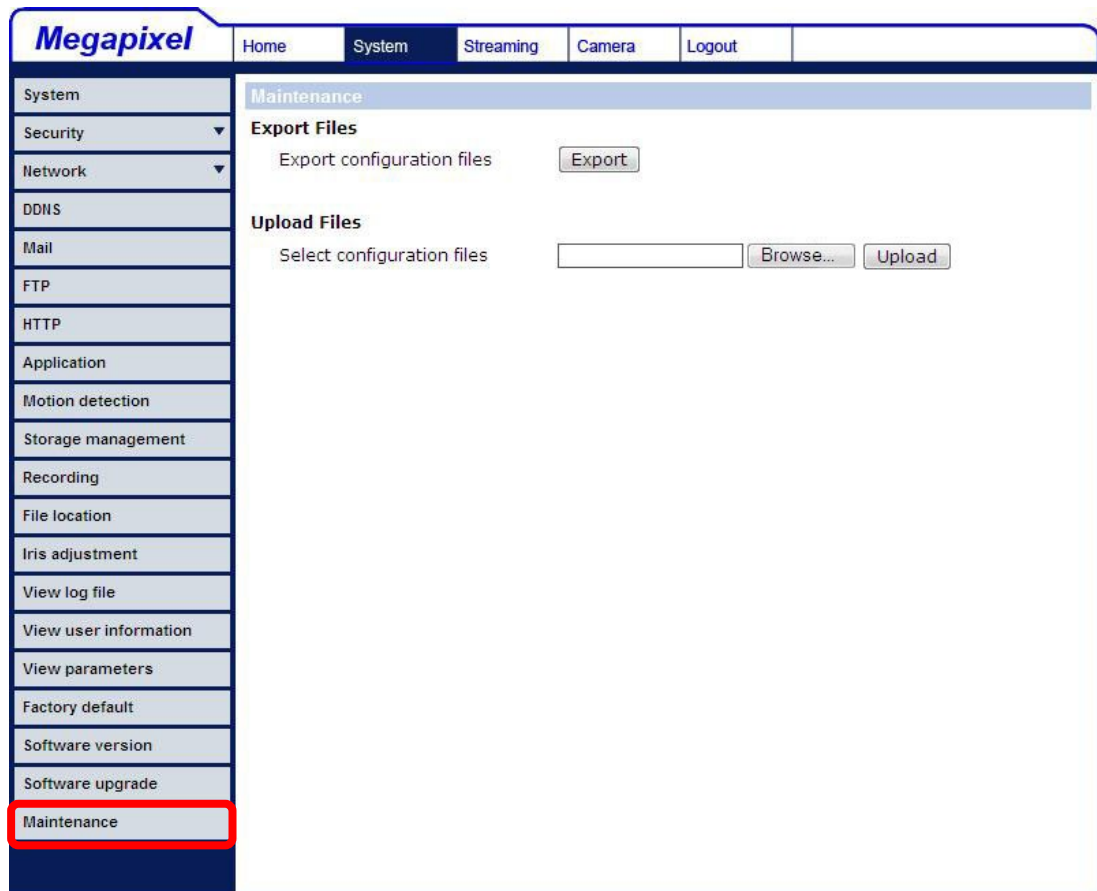 Megapixel
Home System Streaming Camera Logout
System
Security
Network
DDNS
Mail
FTP
HTTP
Application
Motion detection
Storage management
Recording
File location
Iris adjustment
View log file
View user information
View parameters
Factory default
Software version
Software upgrade
Maintenance
Maintenance
Export Files
Export configuration files Export
Upload Files
Select configuration files Browse... Upload